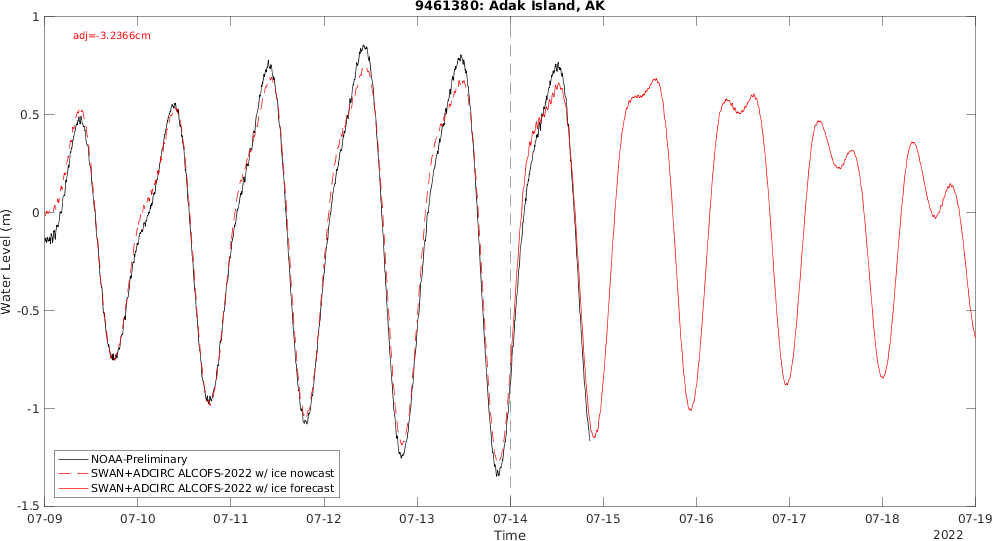 9461380: Adak Island, AK
adj=-3.2366cm
Water Level (m)
1
0.5
0
-0.5
-1
-1.5
NOAA-Preliminary
SWAN+ADCIRC ALCOFS-2022 w/ ice nowcast
SWAN+ADCIRC ALCOFS-2022 w/ ice forecast
07-09 07-10 07-11 07-12 07-13 07-14 07-15 07-16 07-17 07-18 07-19
Time
2022